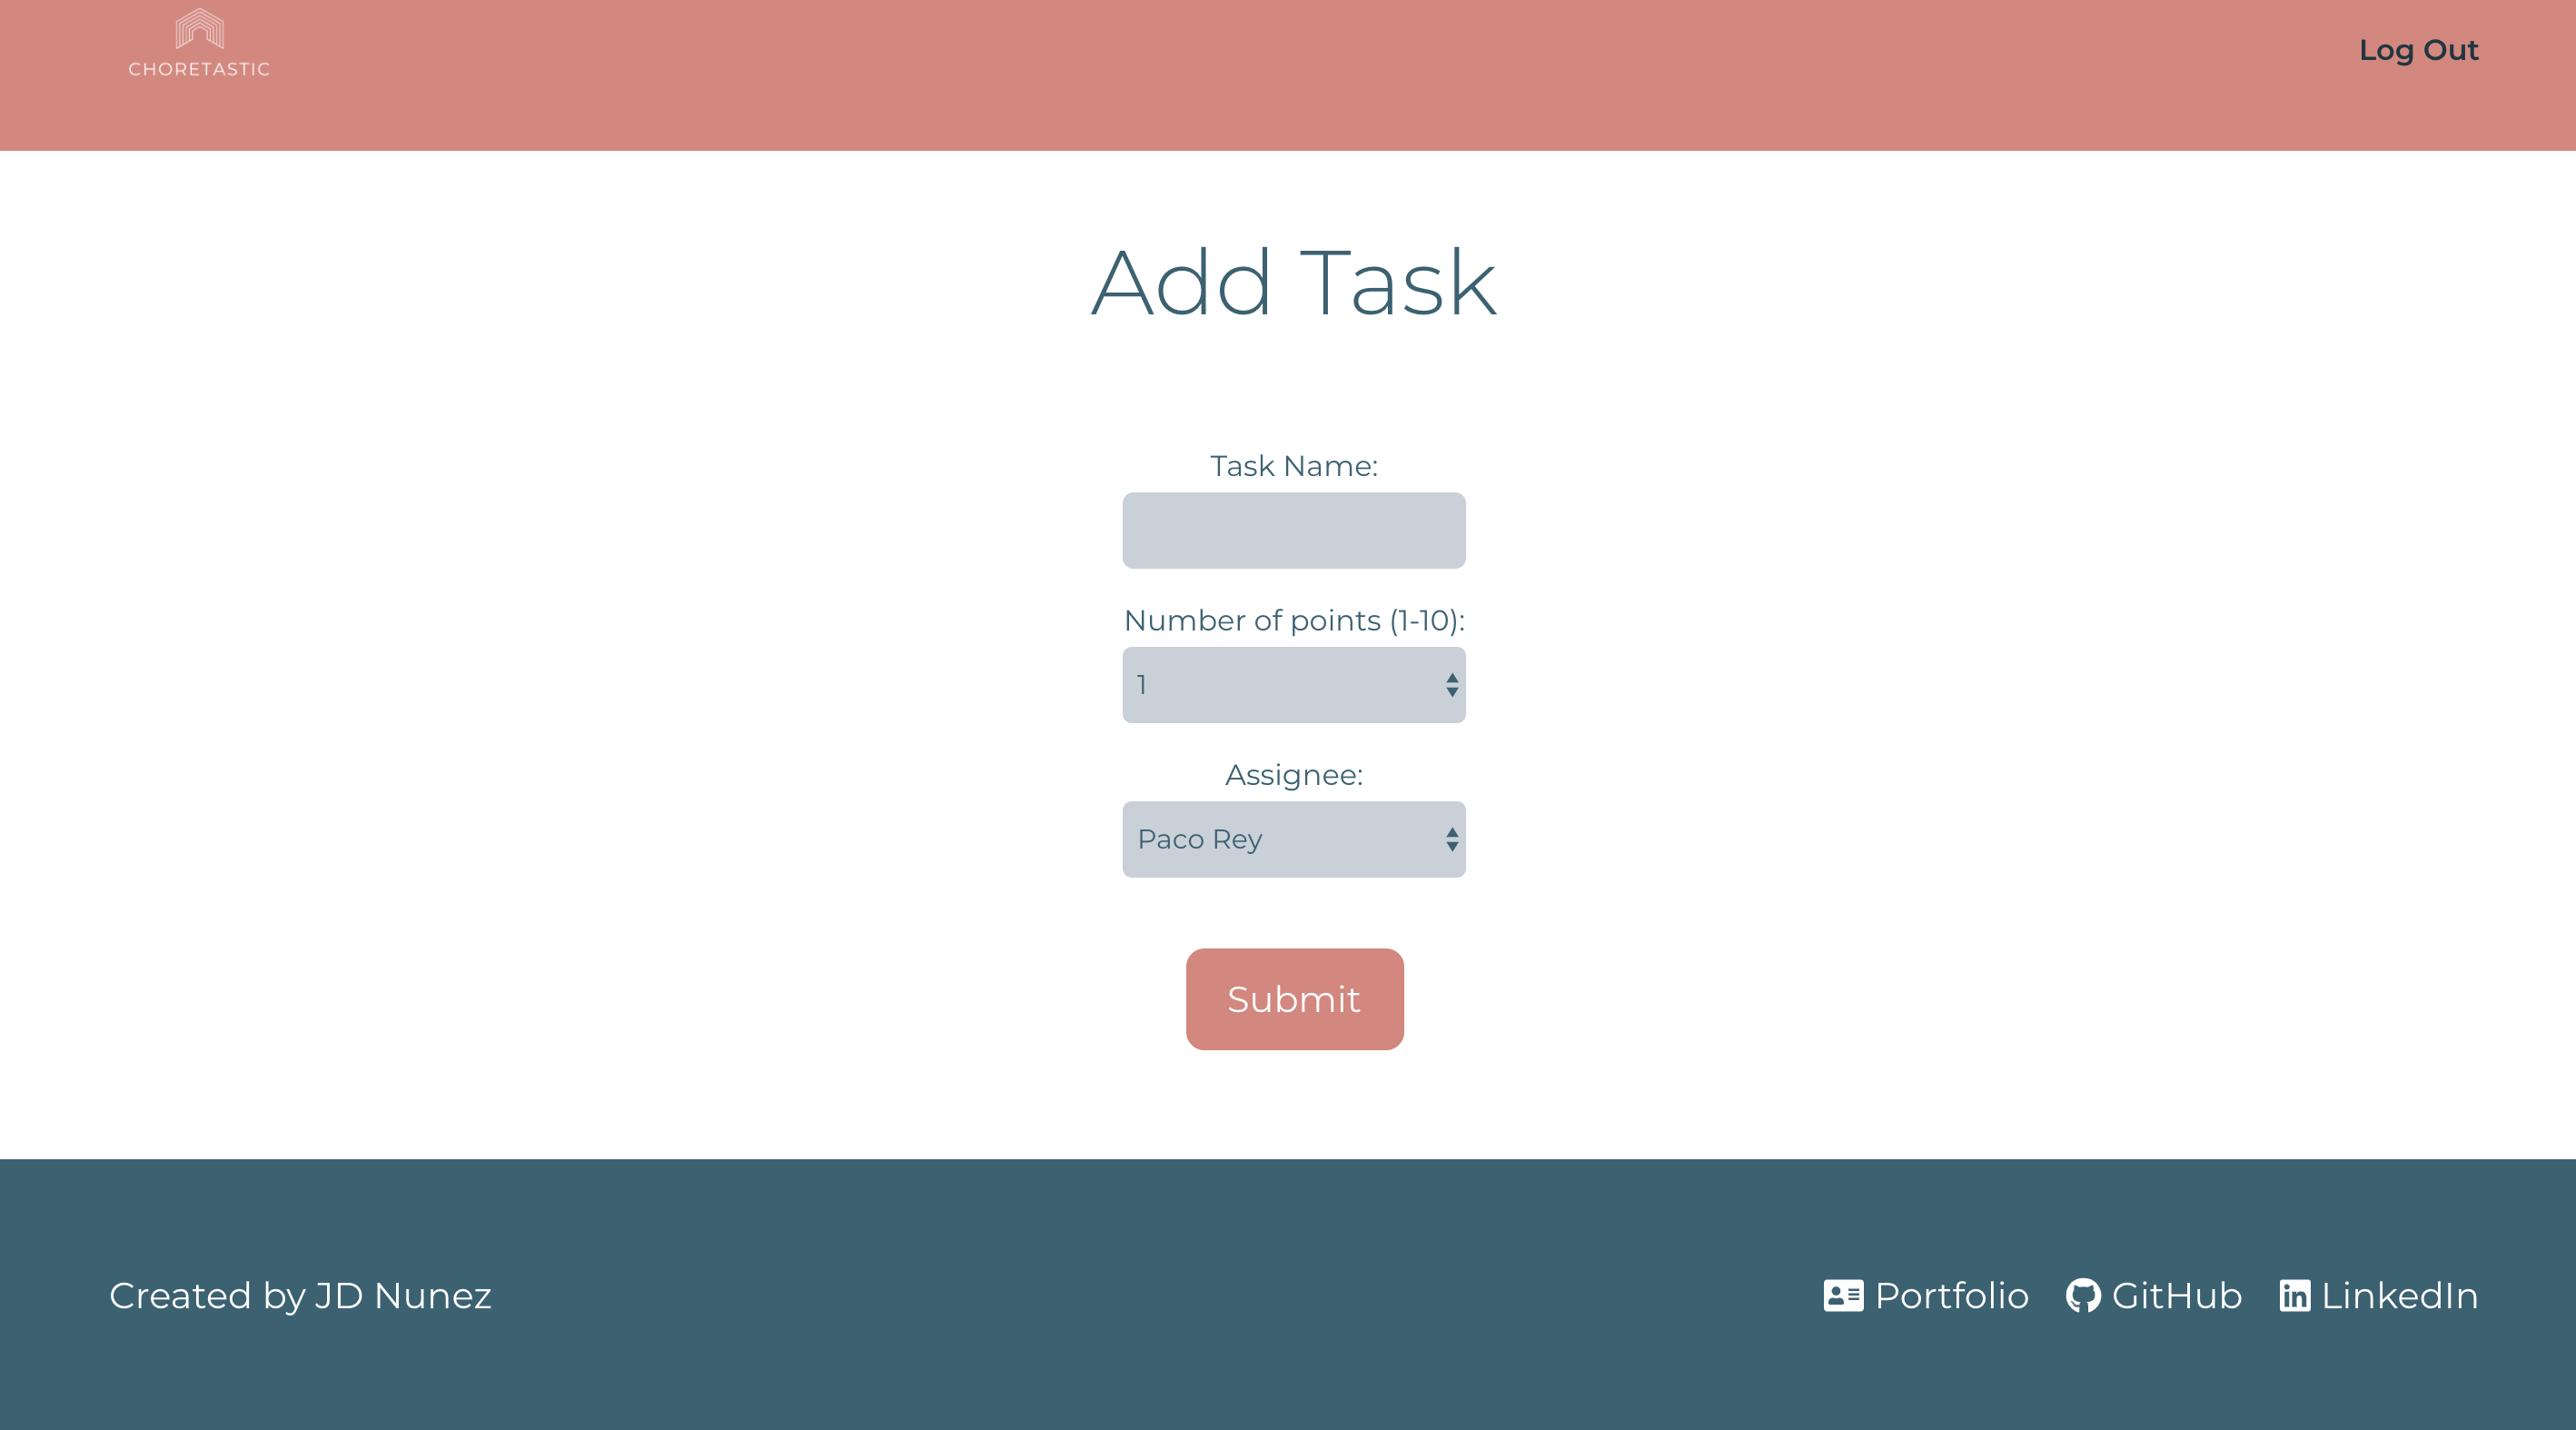 CHORETASTIC
Log Out
Add Task
Task Name:
Number of points (1-10):
1
Assignee:
Paco Rey
Submit
Created by JD Nunez
Portfolio GitHub LinkedIn